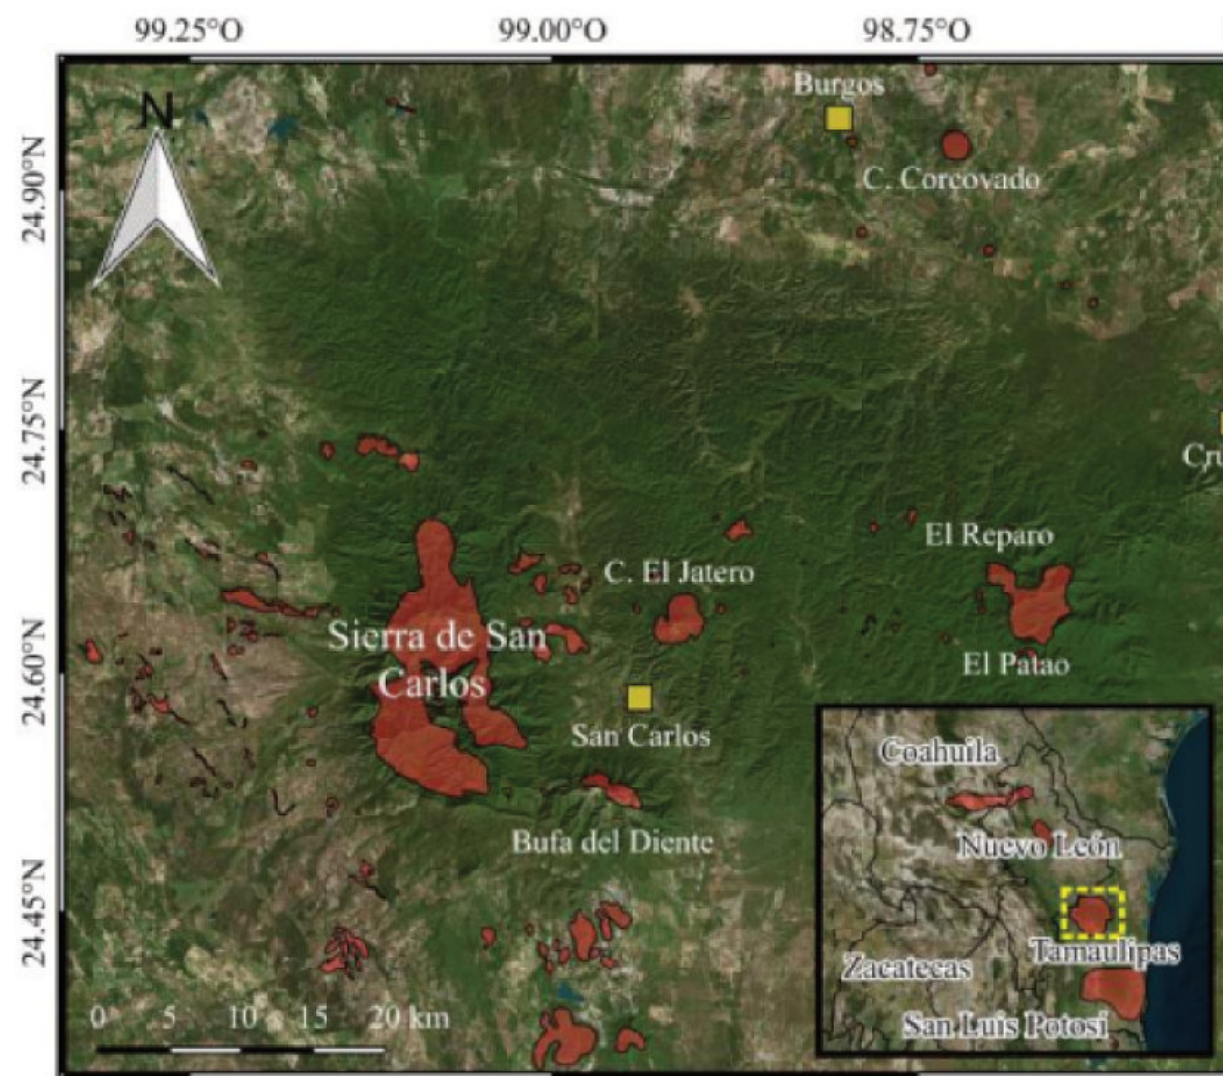 99.25°O 99.00°O 98.75°O
N
Burgos
C. Corcovado
24.90°N
24.75°N
Cru
El Reparo
C. El Jatero
Sierra de San
Carlos
24.60°N
El Patao
San Carlos
Bufa del Diente
24.45°N
0 5 10 15 20 km
Coahuila
Nuevo León
Tamaulipas
Zacatecas
San Luis Potosí